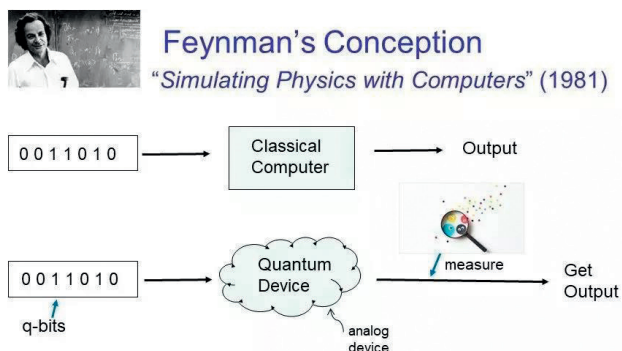 Feynman's Conception
"Simulating Physics with Computers" (1981)
0 0 1 1 0 1 0
Classical
Computer
Output
0 0 1 1 0 1 0
q-bits
Quantum
Device
analog
device
measure
Get
Output